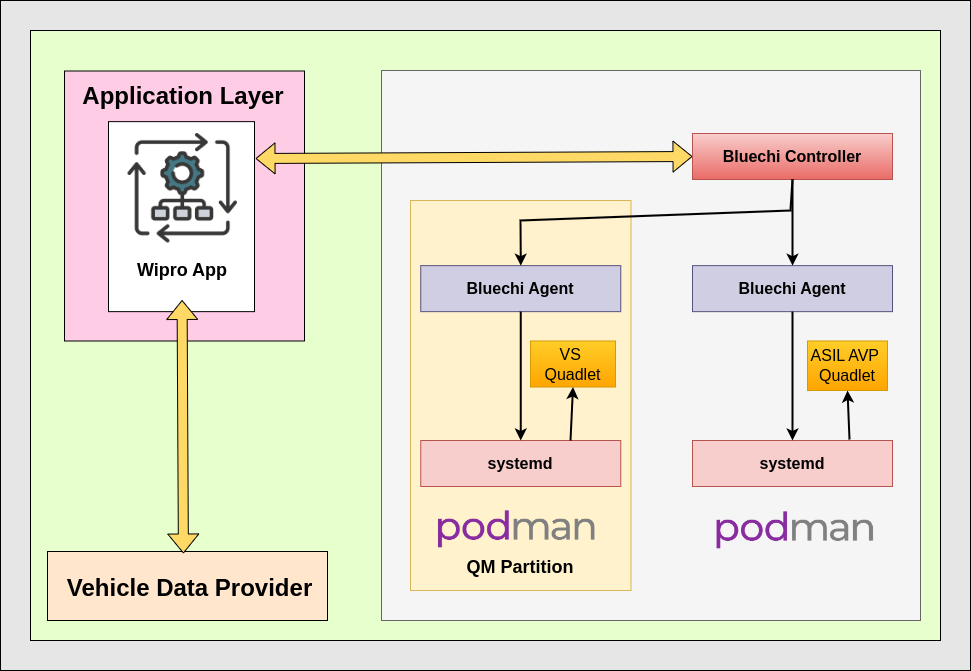 Application Layer
Wipro App
Vehicle Data Provider
Bluechi Controller
Bluechi Agent
VS
Quadlet
systemd
podman
QM Partition
Bluechi Agent
ASIL AVP
Quadlet
systemd
podman